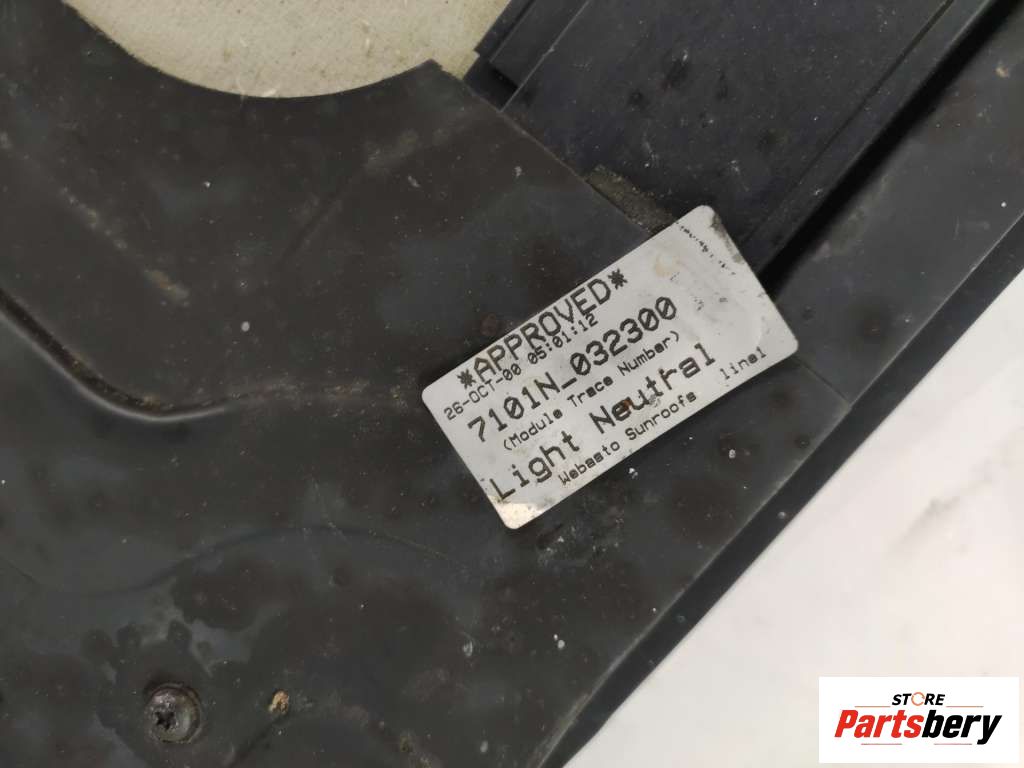 *APPROVED*
26-OCT-00 05:01:12
7101N_032300
(Module Trace Number)
Light Neutral
Webasto Sunroofs line1
STORE
Partsbery